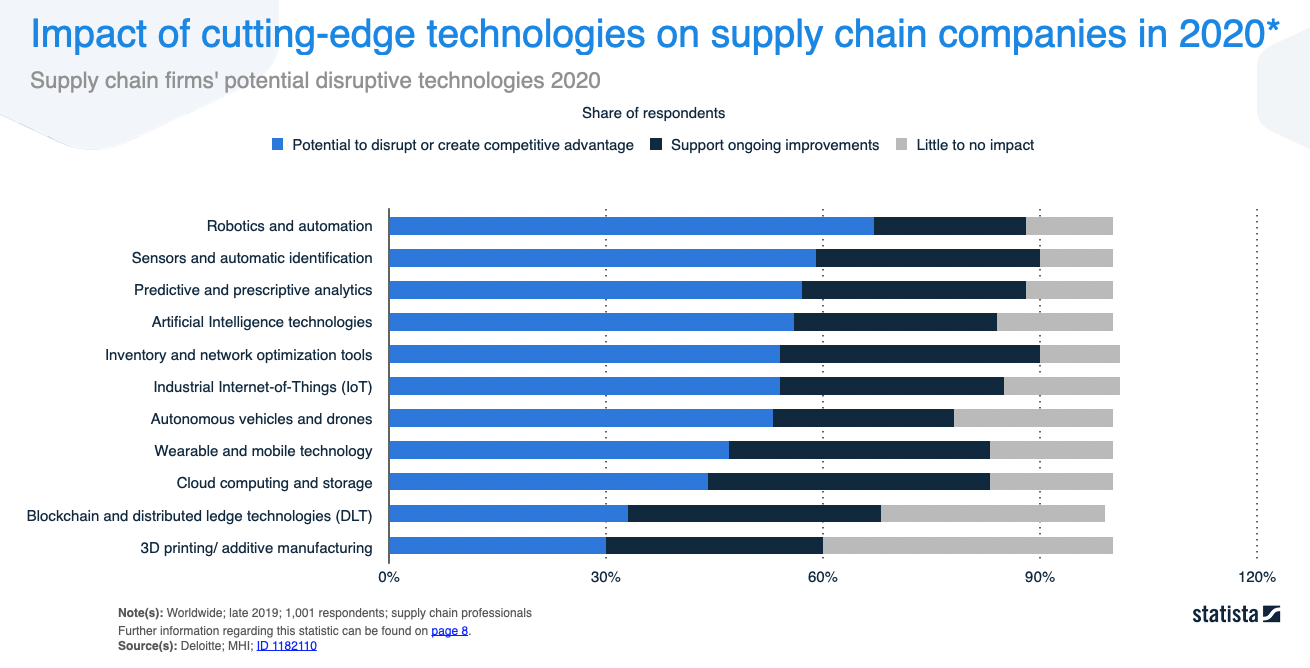 Impact of cutting-edge technologies on supply chain companies in 2020*
Supply chain firms' potential disruptive technologies 2020
Share of respondents
Potential to disrupt or create competitive advantage
Support ongoing improvements
Little to no impact
Robotics and automation
Sensors and automatic identification
Predictive and prescriptive analytics
Artificial Intelligence technologies
Inventory and network optimization tools
Industrial Internet-of-Things (IoT)
Autonomous vehicles and drones
Wearable and mobile technology
Cloud computing and storage
Blockchain and distributed ledge technologies (DLT)
3D printing/ additive manufacturing
0%
30%
60%
90%
120%
Note(s): Worldwide; late 2019; 1,001 respondents; supply chain professionals
Further information regarding this statistic can be found on page 8.
Source(s): Deloitte; MHI; ID 1182110
statista